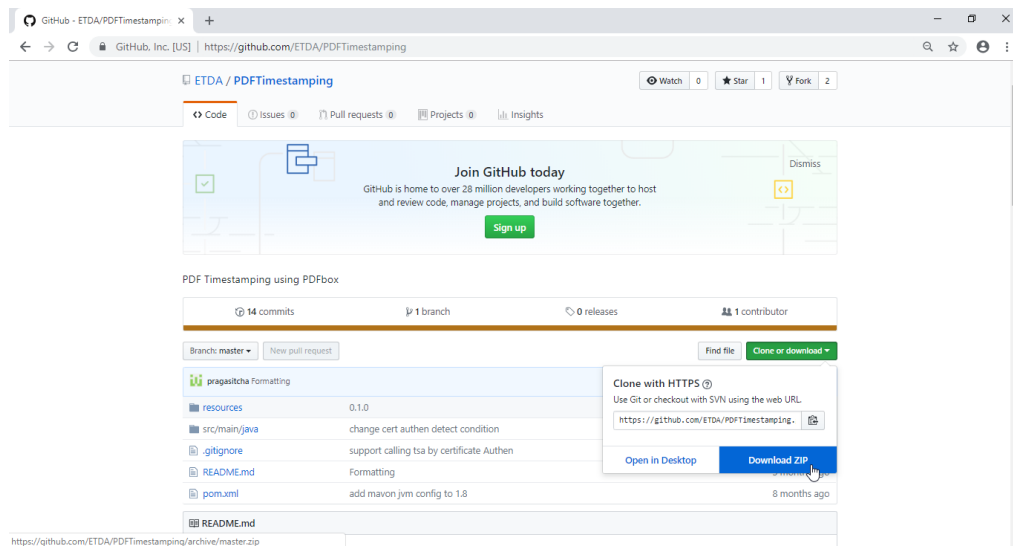 GitHub - ETDA/PDFTimestamping
GitHub, Inc. [US] | https://github.com/ETDA/PDFTimestamping
ETDA / PDFTimestamping
Watch 0 Star 1 Fork 2
Code Issues 0 Pull requests 0 Projects 0 Insights
Dismiss
Join GitHub today
GitHub is home to over 28 million developers working together to host
and review code, manage projects, and build software together.
Sign up
PDF Timestamping using PDFbox
14 commits 1 branch 0 releases 1 contributor
Branch: master New pull request Find file Clone or download
pragasitcha Formatting
resources 0.1.0
src/main/java change cert authen detect condition
.gitignore support calling tsa by certificate Authen
README.md Formatting
pom.xml add mavon jvm config to 1.8 8 months ago
README.md
Clone with HTTPS
Use Git or checkout with SVN using the web URL.
https://github.com/ETDA/PDFTimestamping.
Open in Desktop Download ZIP
https://github.com/ETDA/PDFTimestamping/archive/master.zip